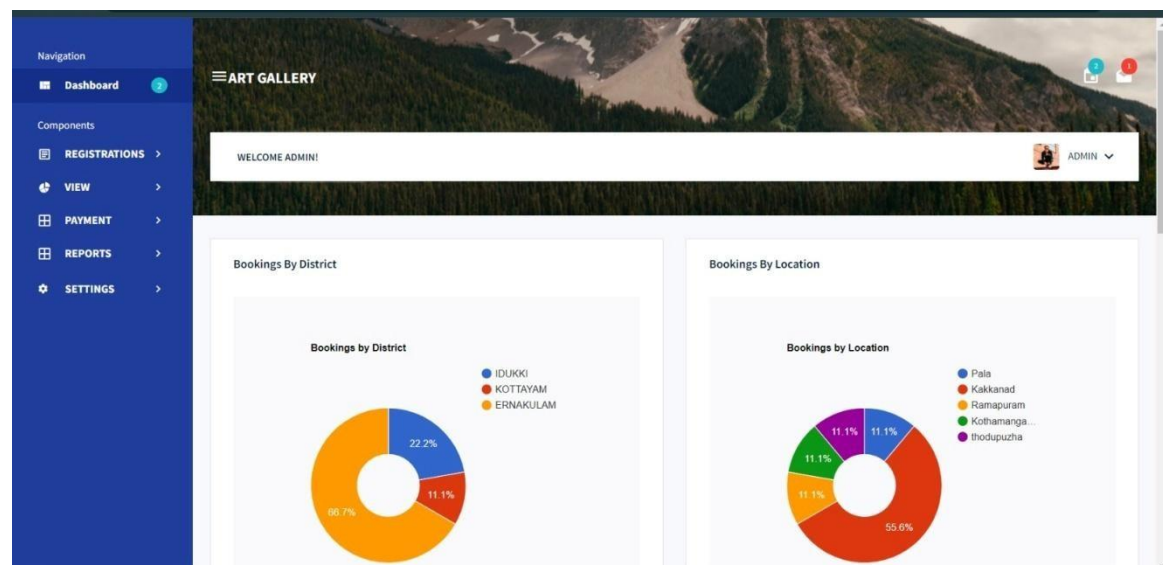 Navigation
Dashboard 2
Components
REGISTRATIONS
VIEW
PAYMENT
REPORTS
SETTINGS
ART GALLERY
2 1
WELCOME ADMIN!
ADMIN
Bookings By District
Bookings by District
IDUKKI
KOTTAYAM
ERNAKULAM
22.2%
11.1%
66.7%
Bookings By Location
Bookings by Location
Pala
Kakkanad
Ramapuram
Kothamanga...
thodupuzha
11.1% 11.1%
11.1%
11.1%
55.6%